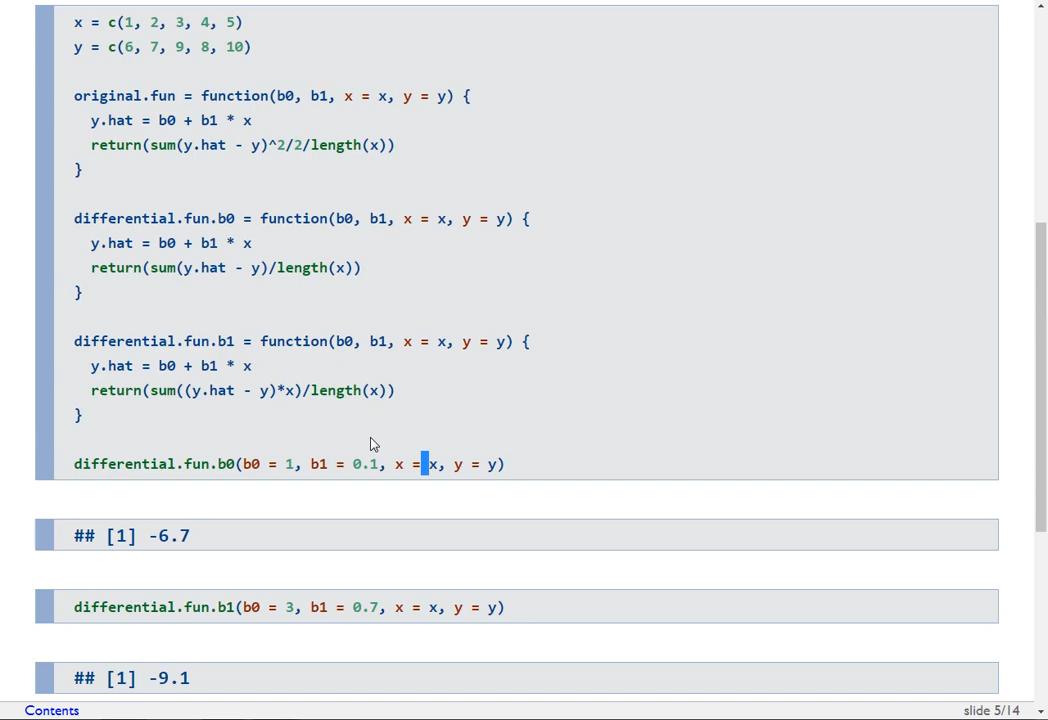 x = c(1, 2, 3, 4, 5)
y = c(6, 7, 9, 8, 10)
original.fun = function(b0, b1, x = x, y = y) {
y.hat = b0 + b1 * x
return(sum(y.hat - y)^2/2/length(x))
}
differential.fun.b0 = function(b0, b1, x = x, y = y) {
y.hat = b0 + b1 * x
return(sum(y.hat - y)/length(x))
}
differential.fun.b1 = function(b0, b1, x = x, y = y) {
y.hat = b0 + b1 * x
return(sum((y.hat - y)*x)/length(x))
}
differential.fun.b0(b0 = 1, b1 = 0.1, x = x, y = y)
## [1] -6.7
differential.fun.b1(b0 = 3, b1 = 0.7, x = x, y = y)
## [1] -9.1
Contents
slide 5/14